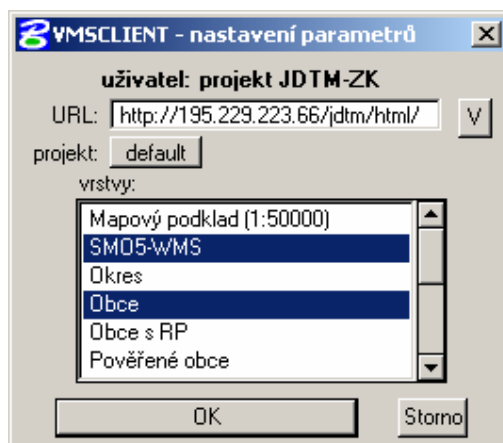 VMSCLIENT - nastavení parametrů
uživatel: projekt JDTM-ZK
URL: http://195.229.223.66/jdtm/html/ V
projekt: default
vrstvy:
Mapový podklad (1:50000)
SMO5-WMS
Okres
Obce
Obce s RP
Pověřené obce
OK Storno